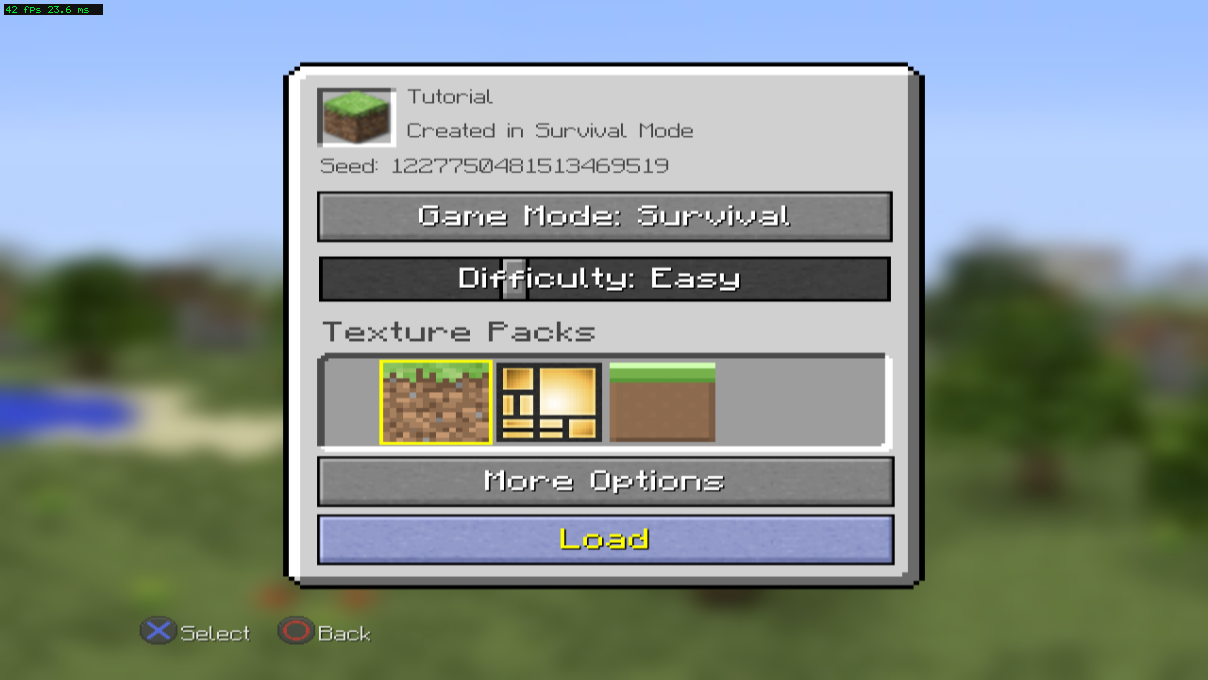 42 fps 23.6 ms
Tutorial
Created in Survival Mode
Seed: 1227750481513469519
Game Mode: Survival
Difficulty: Easy
Texture Packs
More Options
Load
Select Back